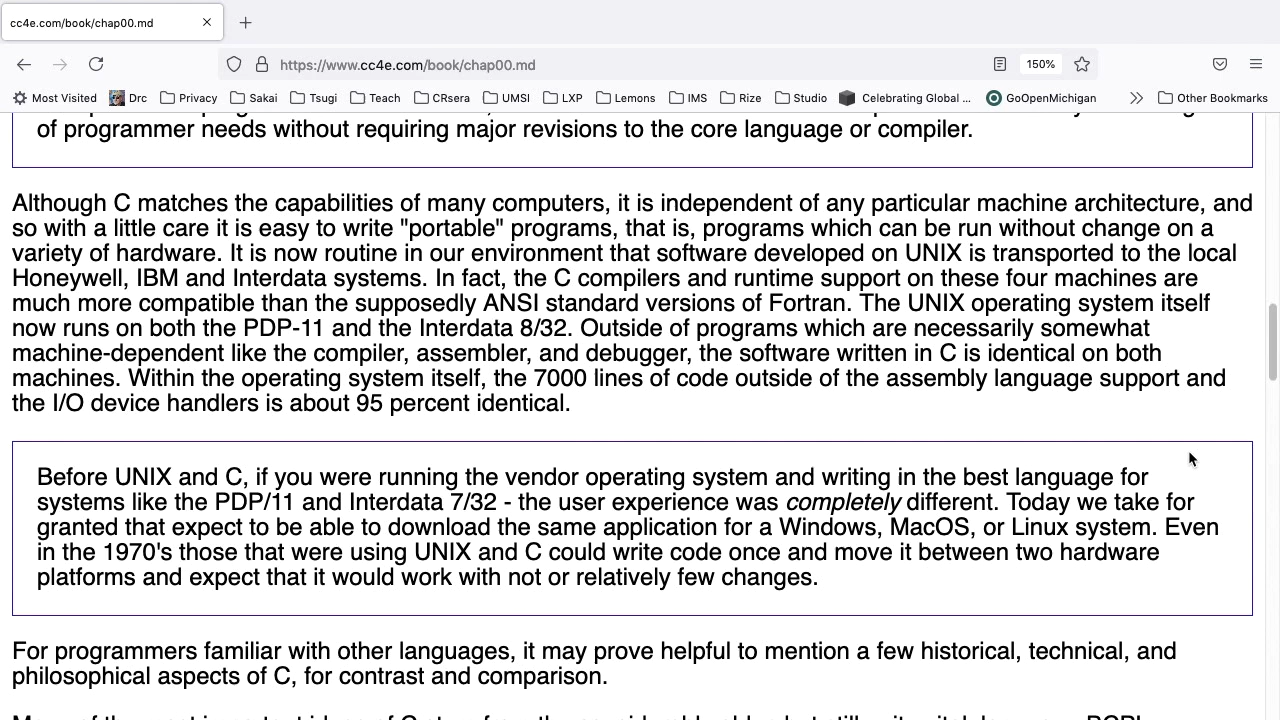 cc4e.com/book/chap00.md
https://www.cc4e.com/book/chap00.md
150%
Most Visited
Drc
Privacy
Sakai
Tsugi
Teach
CRsera
UMSI
LXP
Lemons
IMS
Rize
Studio
Celebrating Global ...
GoOpenMichigan
Other Bookmarks
of programmer needs without requiring major revisions to the core language or compiler.
Although C matches the capabilities of many computers, it is independent of any particular machine architecture, and
so with a little care it is easy to write "portable" programs, that is, programs which can be run without change on a
variety of hardware. It is now routine in our environment that software developed on UNIX is transported to the local
Honeywell, IBM and Interdata systems. In fact, the C compilers and runtime support on these four machines are
much more compatible than the supposedly ANSI standard versions of Fortran. The UNIX operating system itself
now runs on both the PDP-11 and the Interdata 8/32. Outside of programs which are necessarily somewhat
machine-dependent like the compiler, assembler, and debugger, the software written in C is identical on both
machines. Within the operating system itself, the 7000 lines of code outside of the assembly language support and
the I/O device handlers is about 95 percent identical.
Before UNIX and C, if you were running the vendor operating system and writing in the best language for
systems like the PDP/11 and Interdata 7/32 - the user experience was completely different. Today we take for
granted that expect to be able to download the same application for a Windows, MacOS, or Linux system. Even
in the 1970's those that were using UNIX and C could write code once and move it between two hardware
platforms and expect that it would work with not or relatively few changes.
For programmers familiar with other languages, it may prove helpful to mention a few historical, technical, and
philosophical aspects of C, for contrast and comparison.